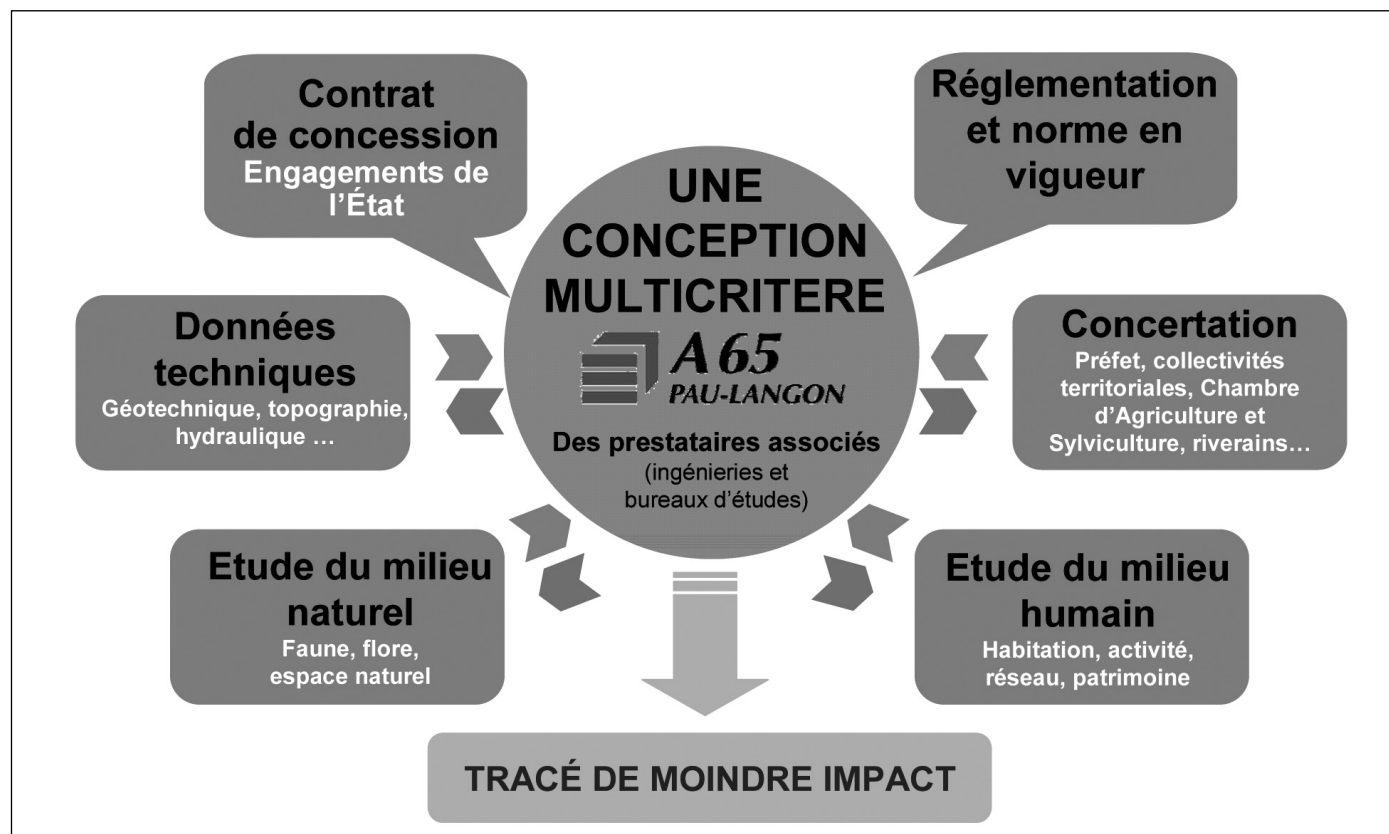 Contrat
de concession
Engagements de
l’État
Réglementation
et norme en
vigueur
UNE
CONCEPTION
MULTICRITERE
A 65
PAU-LANGON
Des prestataires associés
(ingénieries et
bureaux d’études)
Données
techniques
Géotechnique, topographie,
hydraulique …
Concertation
Préfet, collectivités
territoriales, Chambre
d’Agriculture et
Sylviculture, riverains…
Etude du milieu
naturel
Faune, flore,
espace naturel
Etude du milieu
humain
Habitation, activité,
réseau, patrimoine
TRACÉ DE MOINDRE IMPACT